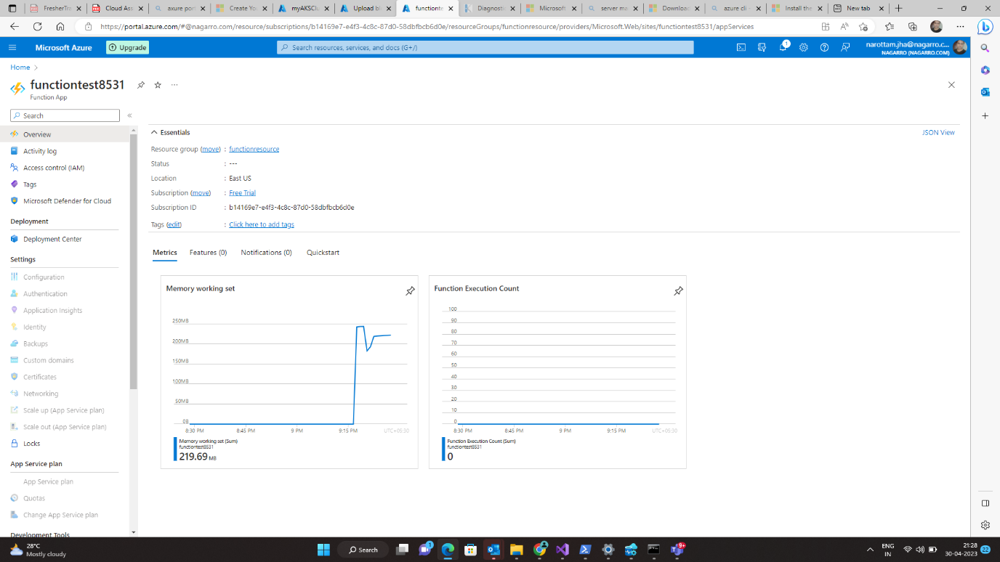 FresherTra
Cloud Ass
axure port
Create Yo
myAKSClu
Upload bl
functionte
Diagnostic
Microsoft
server ma
Download
azure cli -
Install the
New tab
https://portal.azure.com/#@nagarro.com/resource/subscriptions/b14169e7-e4f3-4c8c-87d0-58dbfbcb6d0e/resourceGroups/functionresource/providers/Microsoft.Web/sites/functiontest8531/appServices
Microsoft Azure
Upgrade
Search resources, services, and docs (G+/)
1
narottam.jha@nagarro.c...
NAGARRO (NAGARRO.COM)
Home
functiontest8531
Function App
Search
Overview
Activity log
Access control (IAM)
Tags
Microsoft Defender for Cloud
Deployment
Deployment Center
Settings
Configuration
Authentication
Application Insights
Identity
Backups
Custom domains
Certificates
Networking
Scale up (App Service plan)
Scale out (App Service plan)
Locks
App Service plan
App Service plan
Quotas
Change App Service plan
Development Tools
Essentials
JSON View
Resource group (move) : functionresource
Status : ---
Location : East US
Subscription (move) : Free Trial
Subscription ID : b14169e7-e4f3-4c8c-87d0-58dbfbcb6d0e
Tags (edit) : Click here to add tags
Metrics
Features (0)
Notifications (0)
Quickstart
Memory working set
250MB
200MB
150MB
100MB
50MB
0B
8:30 PM 8:45 PM 9 PM 9:15 PM UTC+05:30
Memory working set (Sum)
functiontest8531
219.69 MB
Function Execution Count
100
90
80
70
60
50
40
30
20
10
0
8:30 PM 8:45 PM 9 PM 9:15 PM UTC+05:30
Function Execution Count (Sum)
functiontest8531
0
28°C
Mostly cloudy
Search
1
9+
ENG
IN
21:28
30-04-2023
22